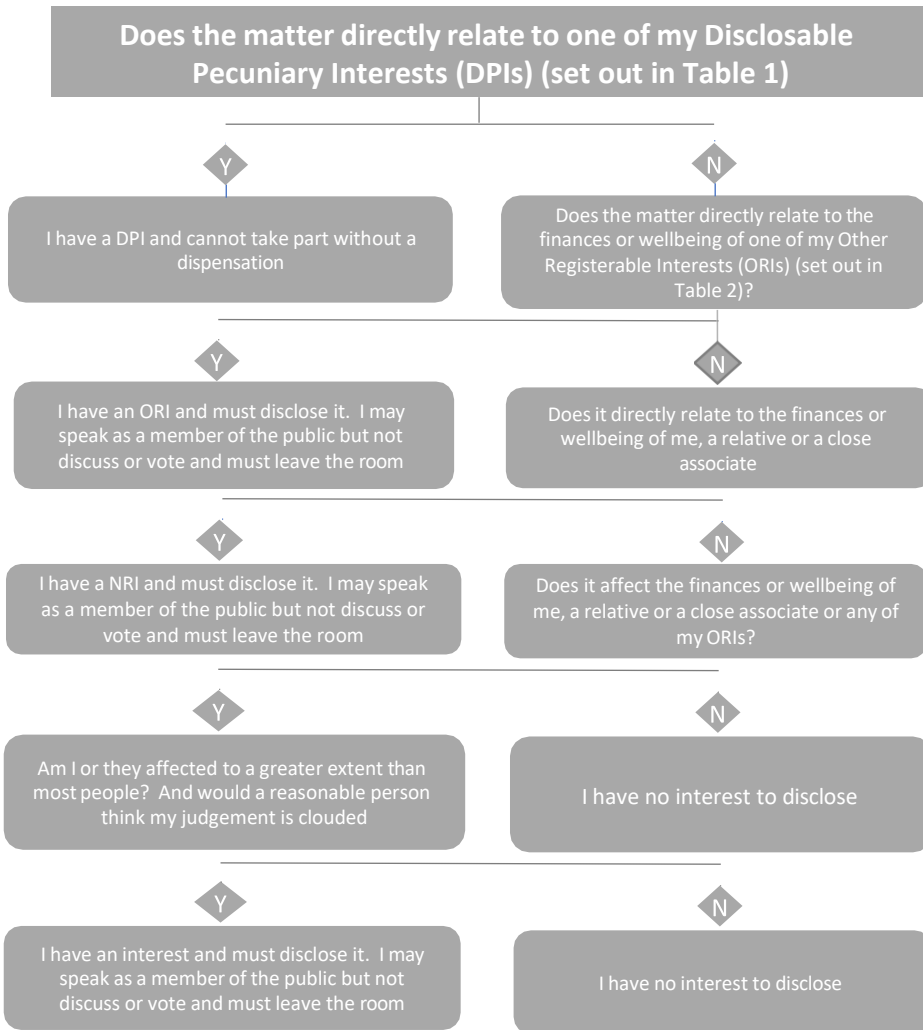 Does the matter directly relate to one of my Disclosable
Pecuniary Interests (DPIs) (set out in Table 1)
Y
N
I have a DPI and cannot take part without a
dispensation
Does the matter directly relate to the
finances or wellbeing of one of my Other
Registerable Interests (ORIs) (set out in
Table 2)?
Y
N
I have an ORI and must disclose it. I may
speak as a member of the public but not
discuss or vote and must leave the room
Does it directly relate to the finances or
wellbeing of me, a relative or a close
associate
Y
N
I have a NRI and must disclose it. I may speak
as a member of the public but not discuss or
vote and must leave the room
Does it affect the finances or wellbeing of
me, a relative or a close associate or any of
my ORIs?
Y
N
Am I or they affected to a greater extent than
most people? And would a reasonable person
think my judgement is clouded
I have no interest to disclose
Y
N
I have an interest and must disclose it. I may
speak as a member of the public but not
discuss or vote and must leave the room
I have no interest to disclose